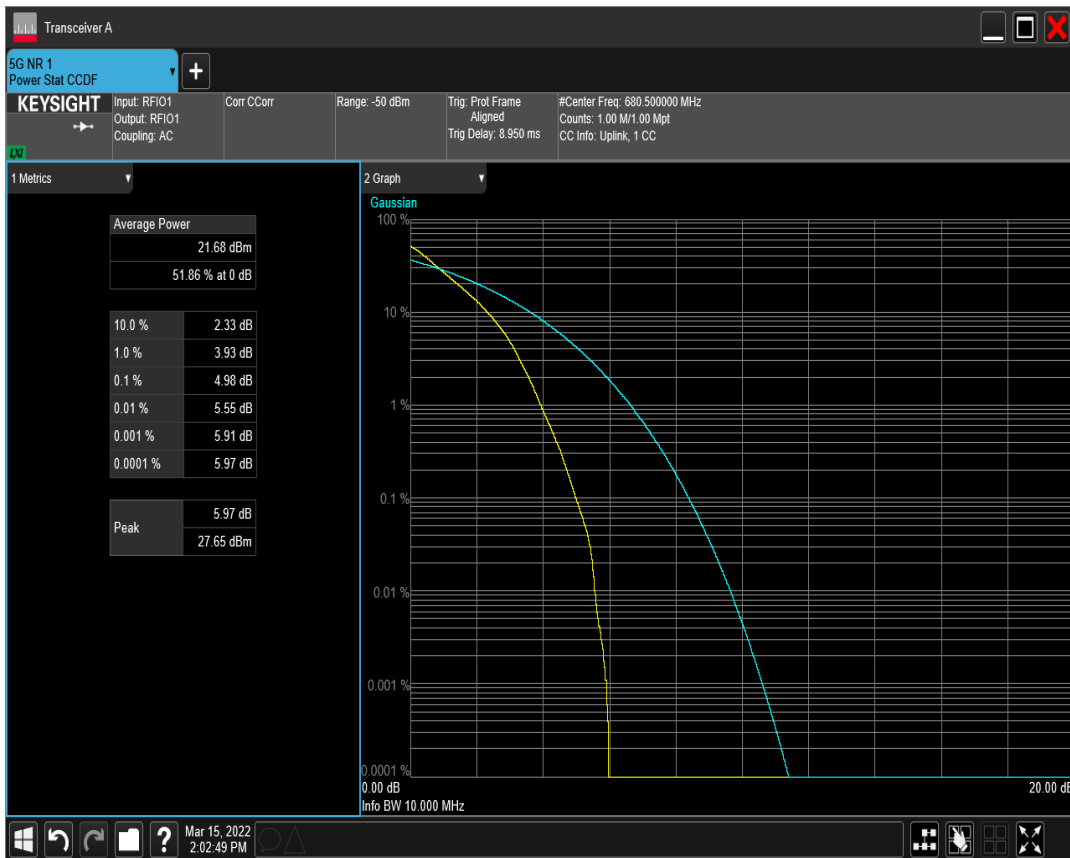 Transceiver A
5G NR 1
Power Stat CCDF
KEYSIGHT
LXI
Input: RFIO1
Output: RFIO1
Coupling: AC
Corr CCorr
Range: -50 dBm
Trig: Prot Frame
Aligned
Trig Delay: 8.950 ms
#Center Freq: 680.500000 MHz
Counts: 1.00 M/1.00 Mpt
CC Info: Uplink, 1 CC
1 Metrics
Average Power
21.68 dBm
51.86 % at 0 dB
10.0 % 2.33 dB
1.0 % 3.93 dB
0.1 % 4.98 dB
0.01 % 5.55 dB
0.001 % 5.91 dB
0.0001 % 5.97 dB
Peak 5.97 dB
27.65 dBm
2 Graph
Gaussian
100 %
10 %
1 %
0.1 %
0.01 %
0.001 %
0.0001 %
0.00 dB 20.00 dB
Info BW 10.000 MHz
?
Mar 15, 2022
2:02:49 PM